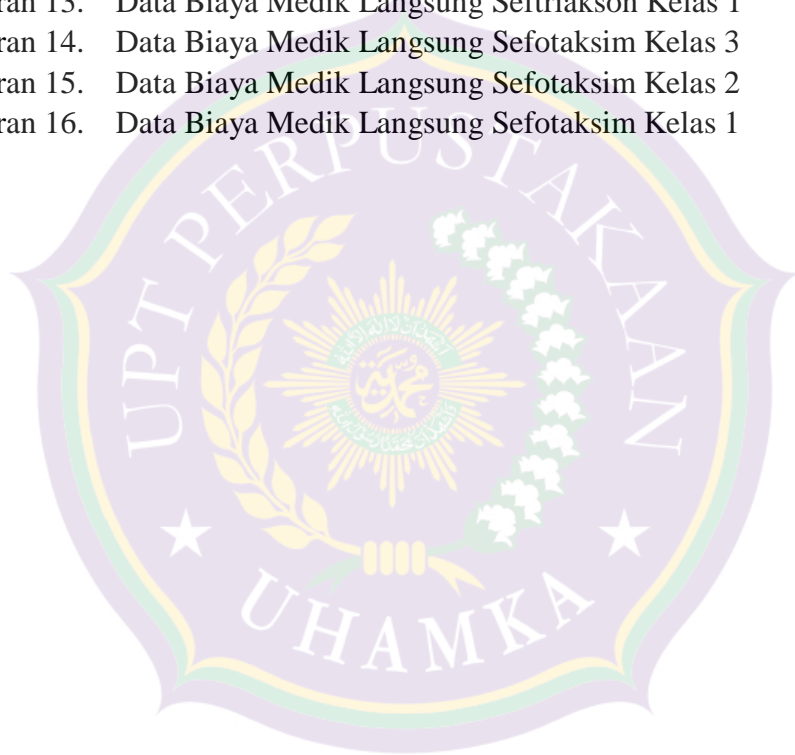 ran 13. Data Biaya Medik Langsung Seftriakson Kelas 1
ran 14. Data Biaya Medik Langsung Sefotaksim Kelas 3
ran 15. Data Biaya Medik Langsung Sefotaksim Kelas 2
ran 16. Data Biaya Medik Langsung Sefotaksim Kelas 1
UPT PERPUSTAKAAN
UHAMKA